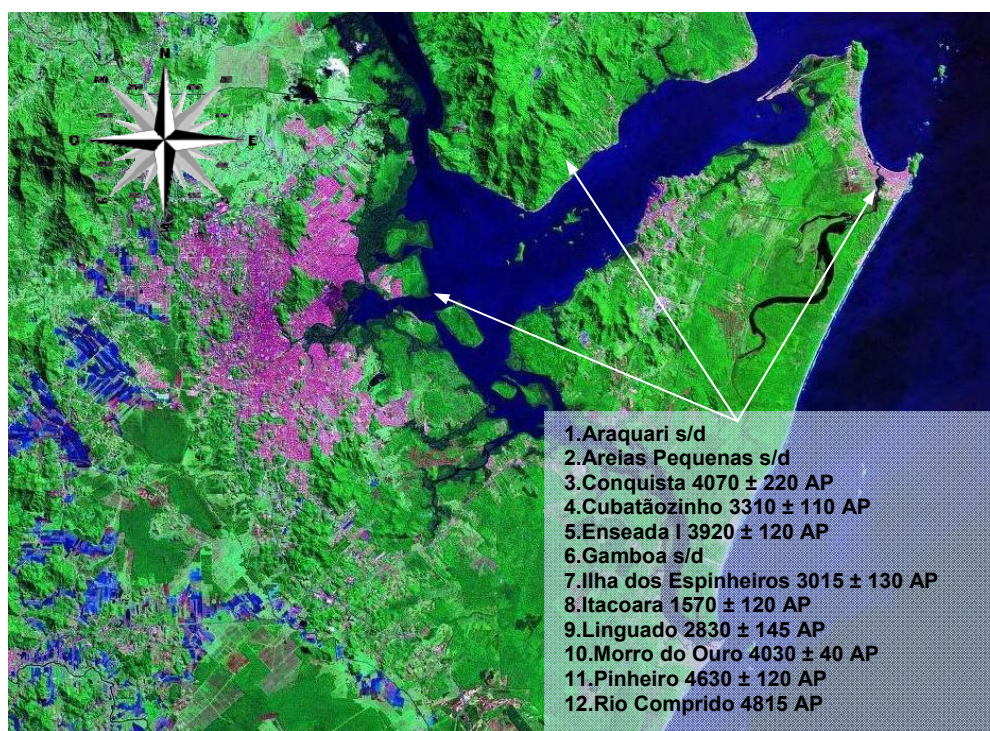 N
O
E
1.Araquari s/d
2.Areias Pequenas s/d
3.Conquista 4070 ± 220 AP
4.Cubatãozinho 3310 ± 110 AP
5.Enseada I 3920 ± 120 AP
6.Gamboa s/d
7.Ilha dos Espinheiros 3015 ± 130 AP
8.Itacoara 1570 ± 120 AP
9.Linguado 2830 ± 145 AP
10.Morro do Ouro 4030 ± 40 AP
11.Pinheiro 4630 ± 120 AP
12.Rio Comprido 4815 AP